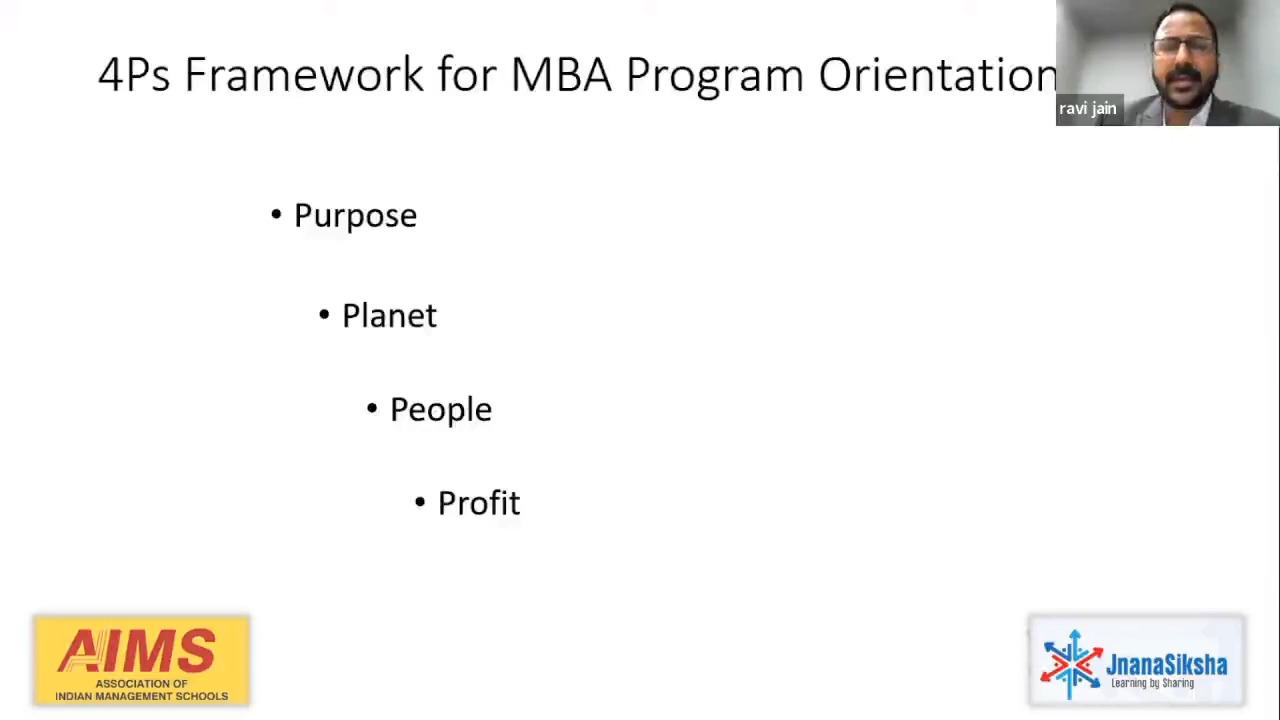 4Ps Framework for MBA Program Orientation
ravi jain
• Purpose
• Planet
• People
• Profit
AIMS
ASSOCIATION OF
INDIAN MANAGEMENT SCHOOLS
JnanaSiksha
Learning by Sharing